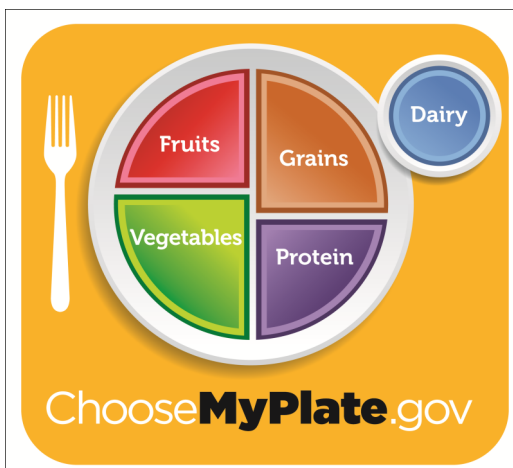 Dairy
Fruits
Grains
Vegetables
Protein
ChooseMyPlate.gov